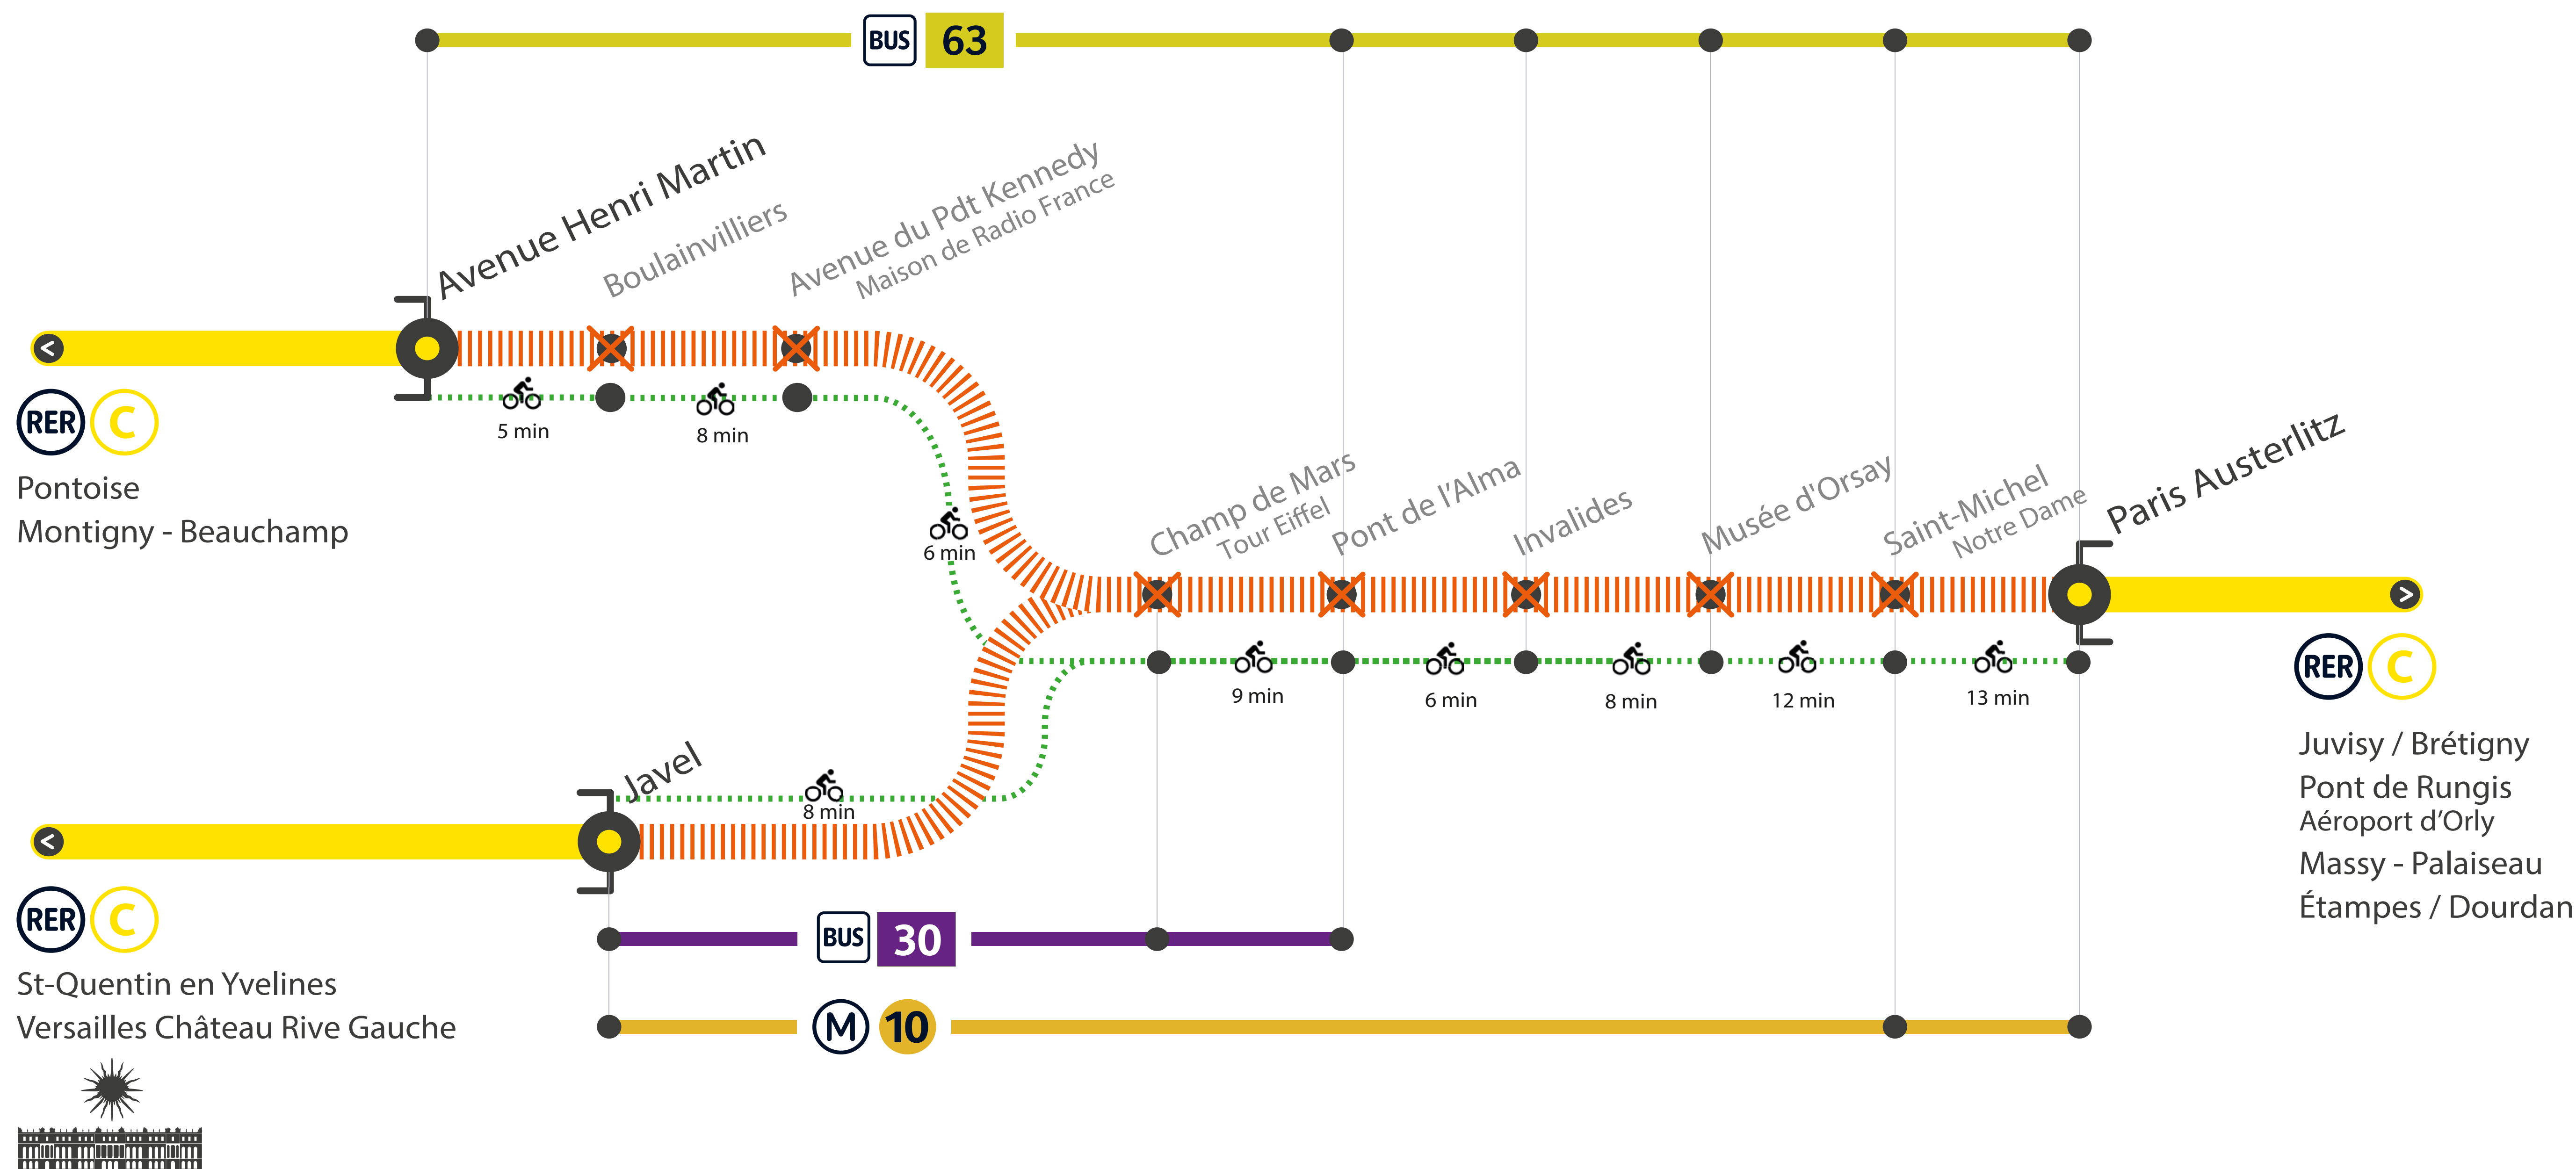 BUS 63
Avenue Henri Martin
Boulainvilliers
Avenue du Pdt Kennedy
Maison de Radio France
<
5 min
8 min
RER C
Pontoise
Montigny - Beauchamp
6 min
Champ de Mars
Tour Eiffel
Pont de l’Alma
Invalides
Musée d'Orsay
Saint-Michel
Notre Dame
Paris Austerlitz
>
9 min
6 min
8 min
12 min
13 min
RER C
Juvisy / Brétigny
Pont de Rungis
Aéroport d’Orly
Massy - Palaiseau
Étampes / Dourdan
Javel
8 min
<
RER C
St-Quentin en Yvelines
Versailles Château Rive Gauche
BUS 30
M 10